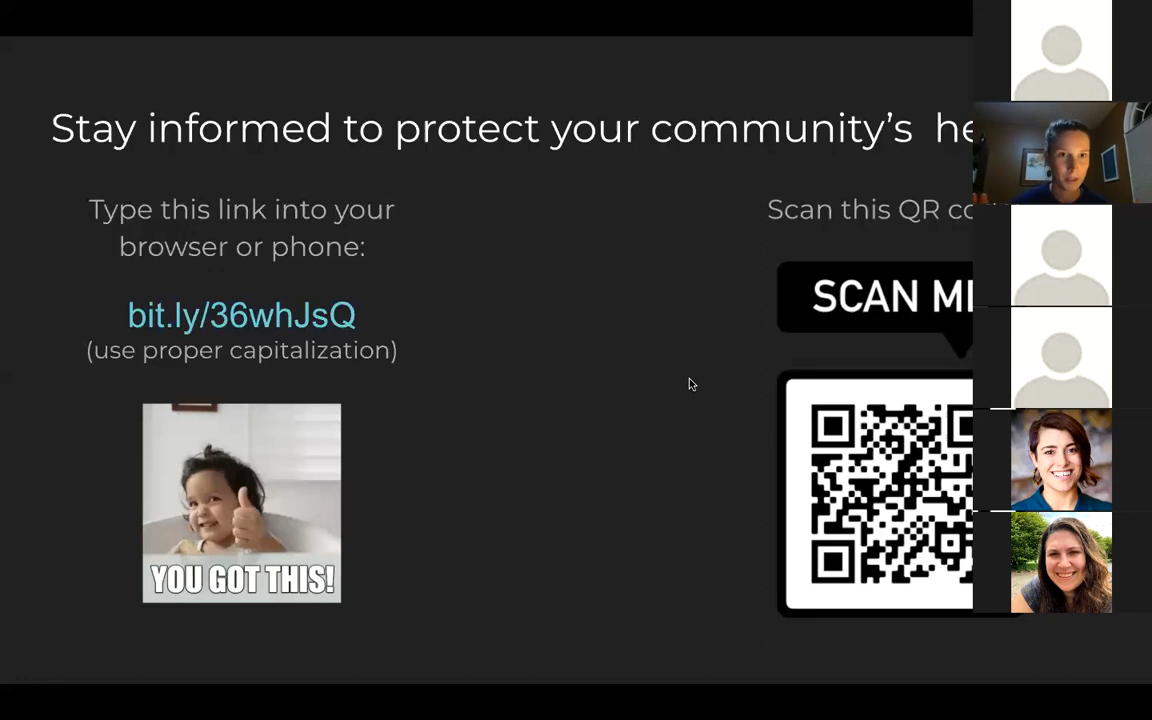 Stay informed to protect your community's he
Type this link into your
browser or phone:
bit.ly/36whJsQ
(use proper capitalization)
YOU GOT THIS!
Scan this QR co
SCAN M